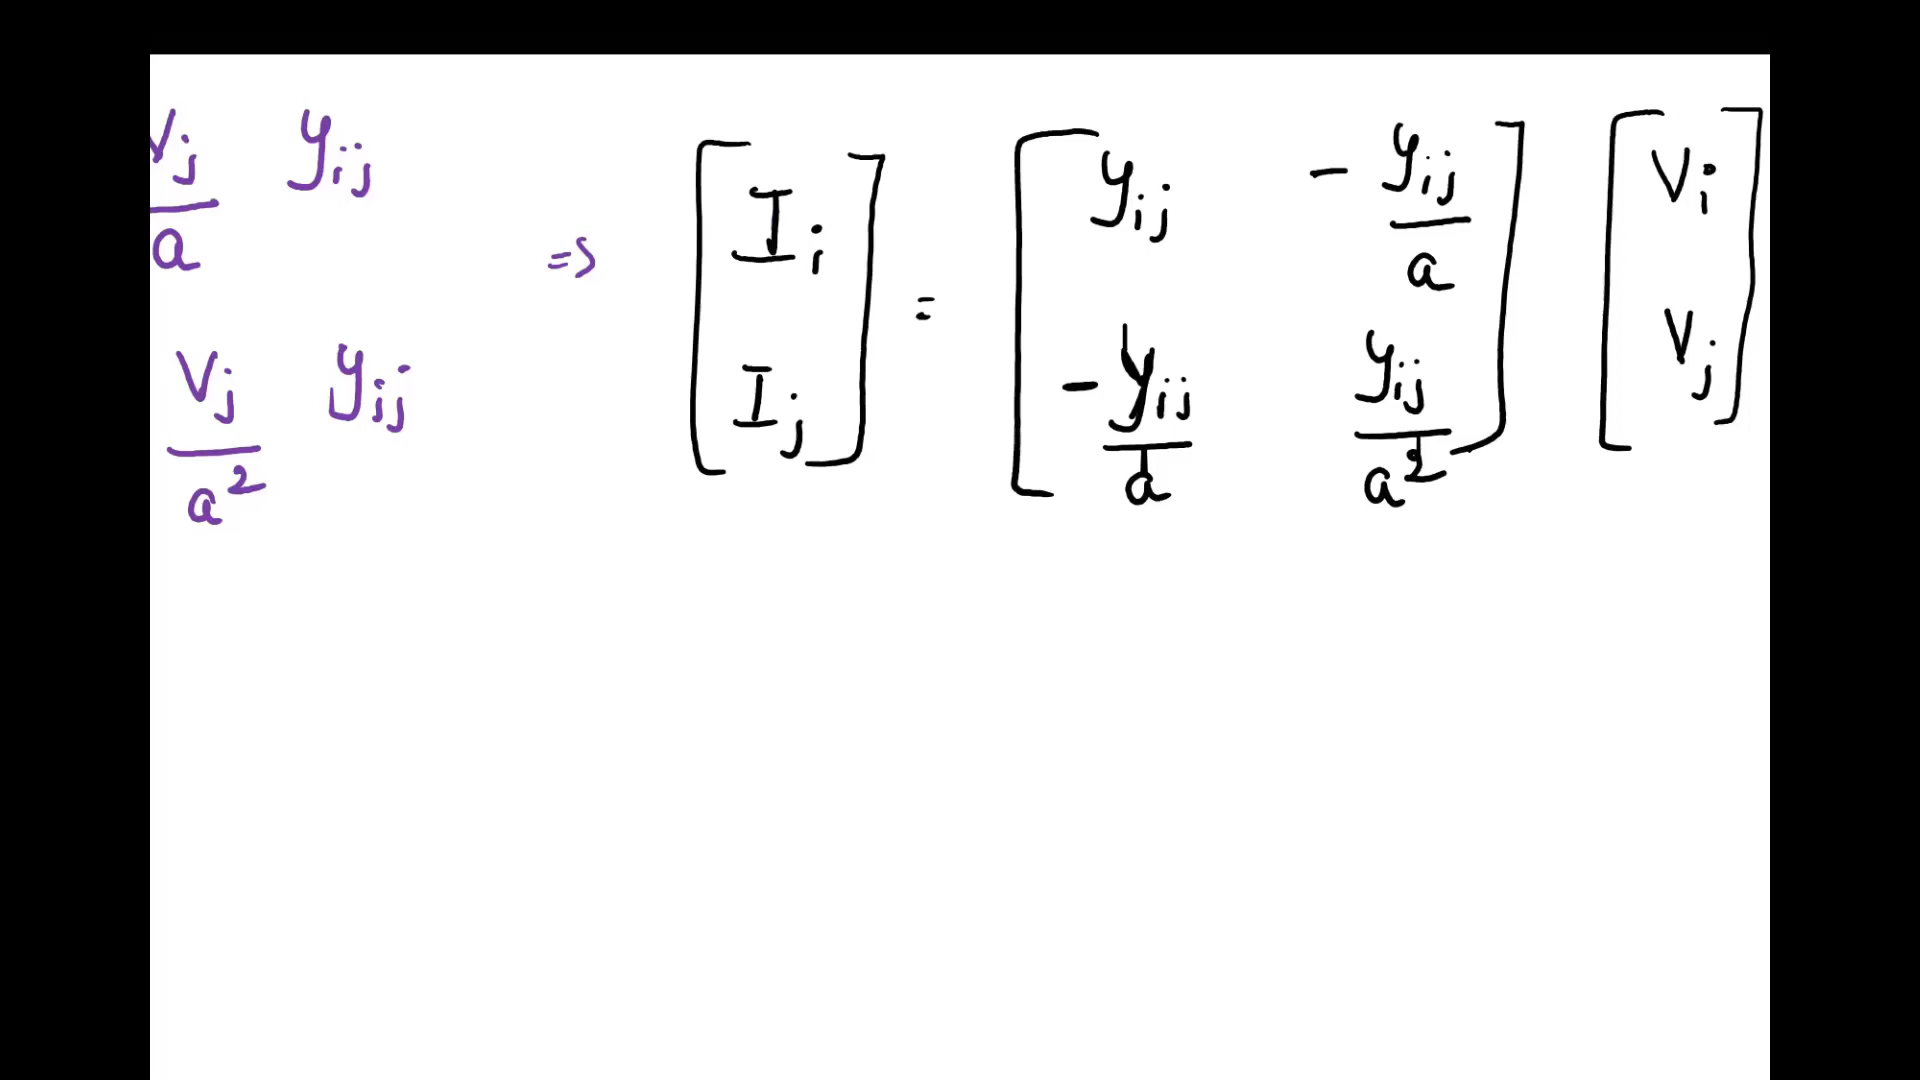 Vj/a yij
Vj/a² yij
=> [Ii; Ij] = [yij, -yij/a; -yij/a, yij/a²] [Vi; Vj]